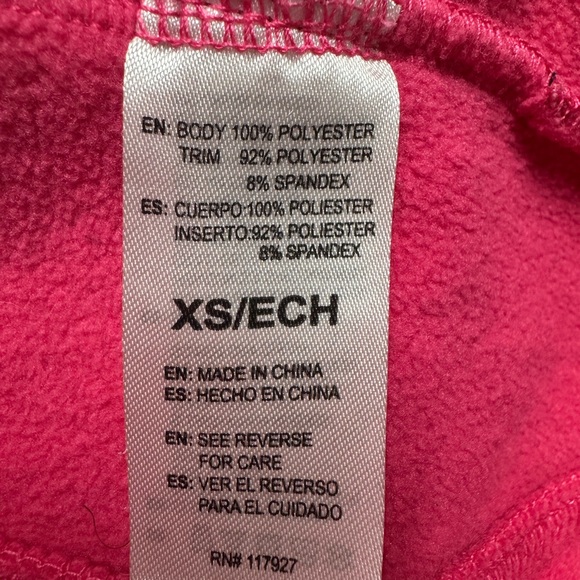 EN: BODY 100% POLYESTER
TRIM 92% POLYESTER
8% SPANDEX
ES: CUERPO:100% POLIESTER
INSERTO:92% POLIESTER
8% SPANDEX
XS/ECH
EN: MADE IN CHINA
ES: HECHO EN CHINA
EN: SEE REVERSE
FOR CARE
ES: VER EL REVERSO
PARA EL CUIDADO
RN# 117927